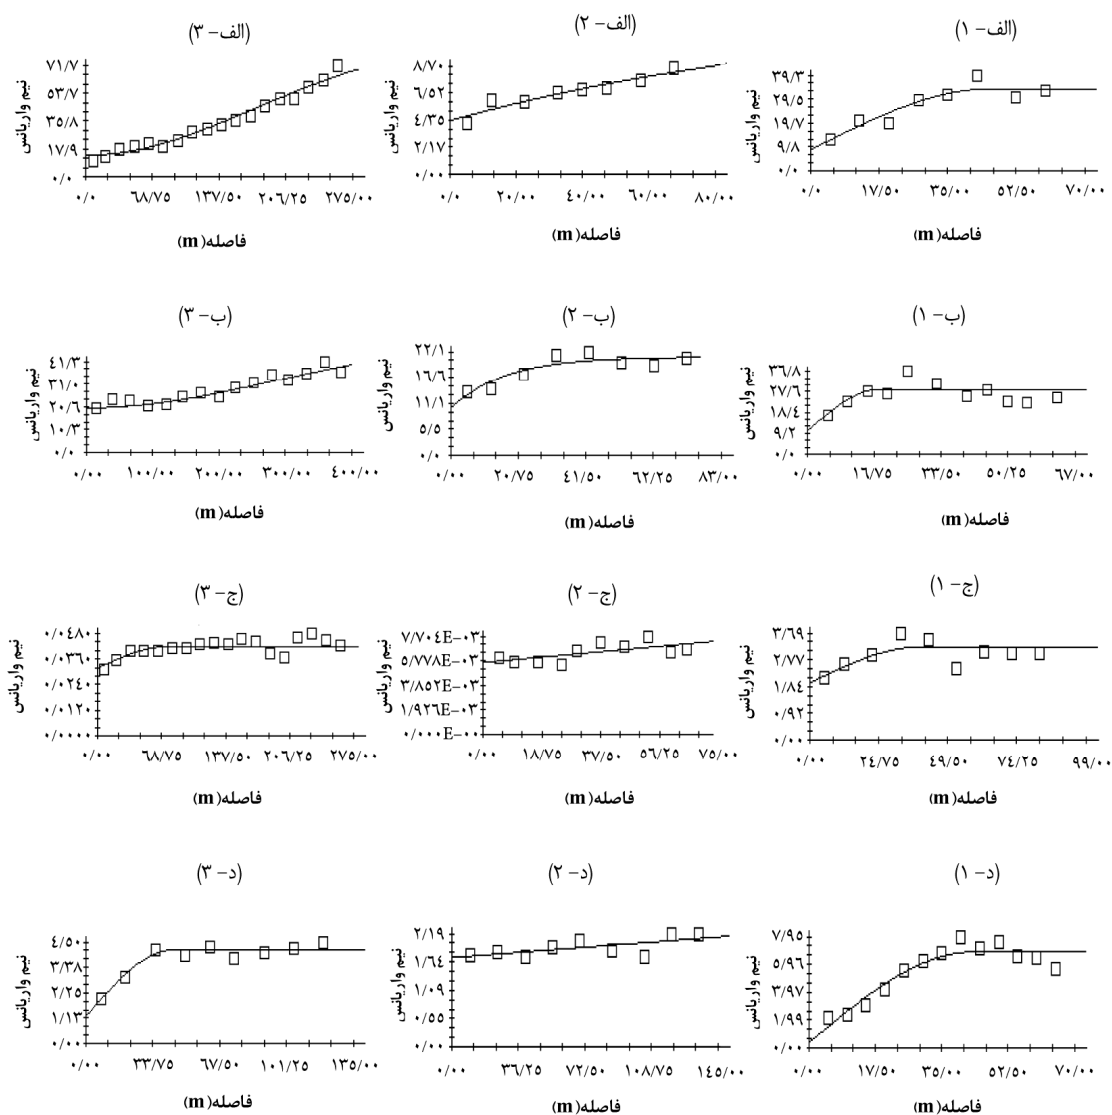 (الف- ۱)
۳۹/۳
۲۹/۵
۱۹/۷
۹/۸
۰/۰
نیم واریانس
۰/۰ ۱۷/۵۰ ۳۵/۰۰ ۵۲/۵۰ ۷۰/۰۰
فاصله(m)
(الف- ۲)
۸/۷۰
۶/۵۲
۴/۳۵
۲/۱۷
۰/۰۰
نیم واریانس
۰/۰ ۲۰/۰۰ ۴۰/۰۰ ۶۰/۰۰ ۸۰/۰۰
فاصله(m)
(الف- ۳)
۷۱/۷
۵۳/۷
۳۵/۸
۱۷/۹
۰/۰
نیم واریانس
۰/۰ ۶۸/۷۵ ۱۳۷/۵۰ ۲۰۶/۲۵ ۲۷۵/۰۰
فاصله(m)
(ب- ۱)
۳۶/۸
۲۷/۶
۱۸/۴
۹/۲
۰/۰
نیم واریانس
۰/۰۰ ۱۶/۷۵ ۳۳/۵۰ ۵۰/۲۵ ۶۷/۰۰
فاصله(m)
(ب- ۲)
۲۲/۱
۱۶/۶
۱۱/۱
۵/۵
۰/۰
نیم واریانس
۰/۰۰ ۲۰/۷۵ ۴۱/۵۰ ۶۲/۲۵ ۸۳/۰۰
فاصله(m)
(ب- ۳)
۴۱/۳
۳۱/۰
۲۰/۶
۱۰/۳
۰/۰
نیم واریانس
۰/۰۰ ۱۰۰/۰۰ ۲۰۰/۰۰ ۳۰۰/۰۰ ۴۰۰/۰۰
فاصله(m)
(ج- ۱)
۳/۶۹
۲/۷۷
۱/۸۴
۰/۹۲
۰/۰۰
نیم واریانس
۰/۰۰ ۲۴/۷۵ ۴۹/۵۰ ۷۴/۲۵ ۹۹/۰۰
فاصله(m)
(ج- ۲)
۷/۷۰۴E-۰۳
۵/۷۷۸E-۰۳
۳/۸۵۲E-۰۳
۱/۹۲۶E-۰۳
۰/۰۰۰E-۰۰
نیم واریانس
۰/۰۰ ۱۸/۷۵ ۳۷/۵۰ ۵۶/۲۵ ۷۵/۰۰
فاصله(m)
(ج- ۳)
۰/۰۴۸۰
۰/۰۳۶۰
۰/۰۲۴۰
۰/۰۱۲۰
۰/۰۰۰۰
نیم واریانس
۰/۰۰ ۶۸/۷۵ ۱۳۷/۵۰ ۲۰۶/۲۵ ۲۷۵/۰۰
فاصله(m)
(د- ۱)
۷/۹۵
۵/۹۶
۳/۹۷
۱/۹۹
۰/۰۰
نیم واریانس
۰/۰۰ ۱۷/۵۰ ۳۵/۰۰ ۵۲/۵۰ ۷۰/۰۰
فاصله(m)
(د- ۲)
۲/۱۹
۱/۶۴
۱/۰۹
۰/۵۵
۰/۰۰
نیم واریانس
۰/۰۰ ۳۶/۲۵ ۷۲/۵۰ ۱۰۸/۷۵ ۱۴۵/۰۰
فاصله(m)
(د- ۳)
۴/۵۰
۳/۳۸
۲/۲۵
۱/۱۳
۰/۰۰
نیم واریانس
۰/۰۰ ۳۳/۷۵ ۶۷/۵۰ ۱۰۱/۲۵ ۱۳۵/۰۰
فاصله(m)